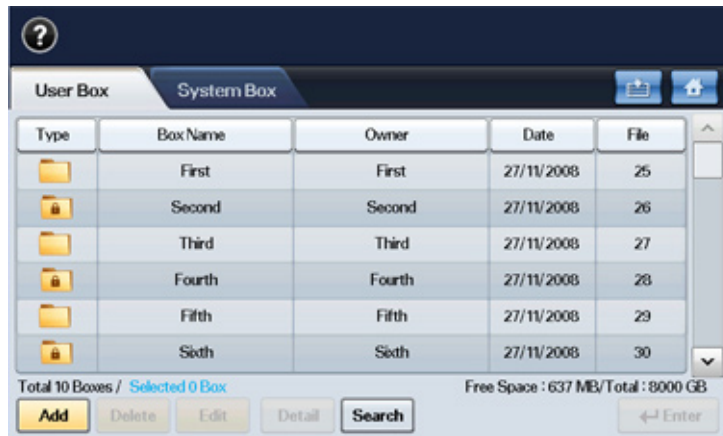 ?
User Box System Box
Type Box Name Owner Date File
First First 27/11/2008 25
Second Second 27/11/2008 26
Third Third 27/11/2008 27
Fourth Fourth 27/11/2008 28
Fifth Fifth 27/11/2008 29
Sixth Sixth 27/11/2008 30
Total 10 Boxes / Selected 0 Box Free Space : 637 MB/Total : 8000 GB
Add Delete Edit Detail Search Enter